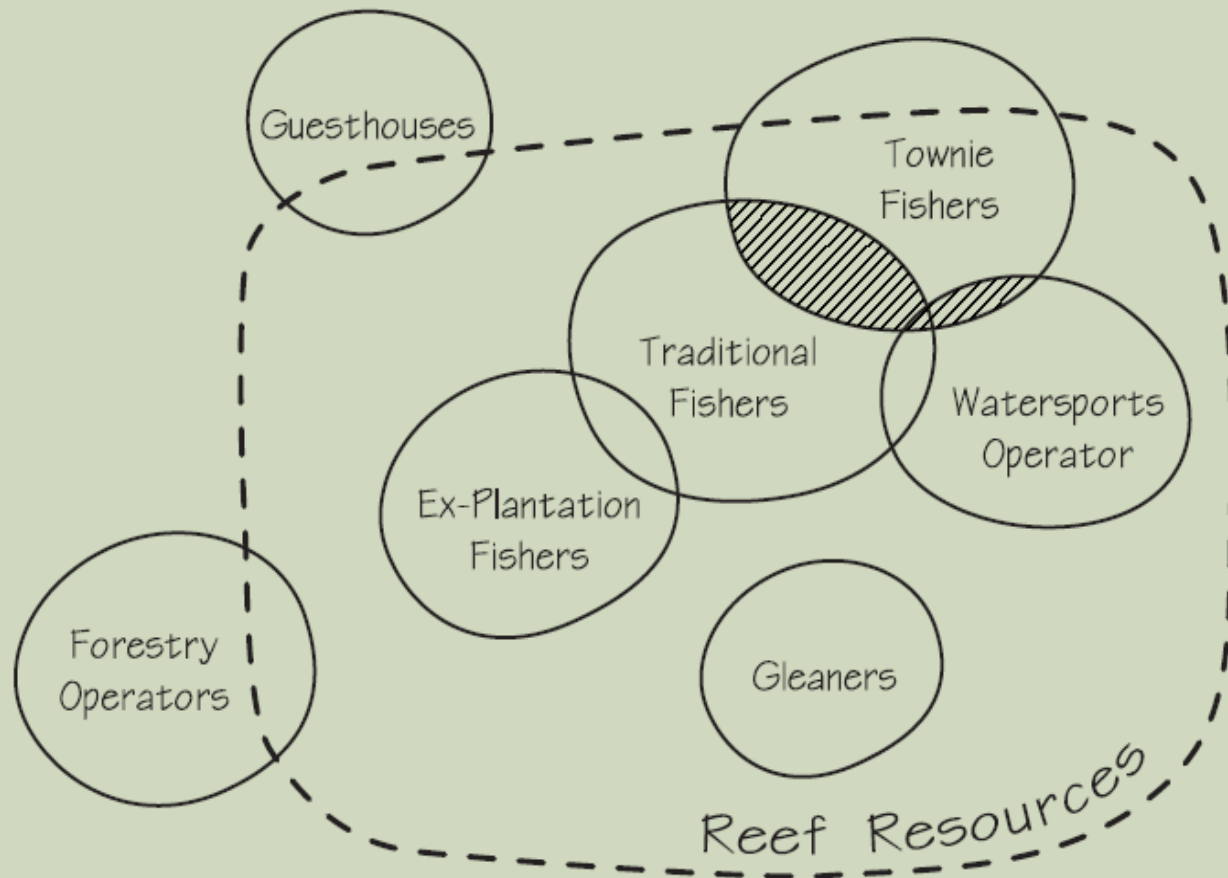 Guesthouses
Townie
Fishers
Traditional
Fishers
Watersports
Operator
Ex-Plantation
Fishers
Forestry
Operators
Gleaners
Reef Resources